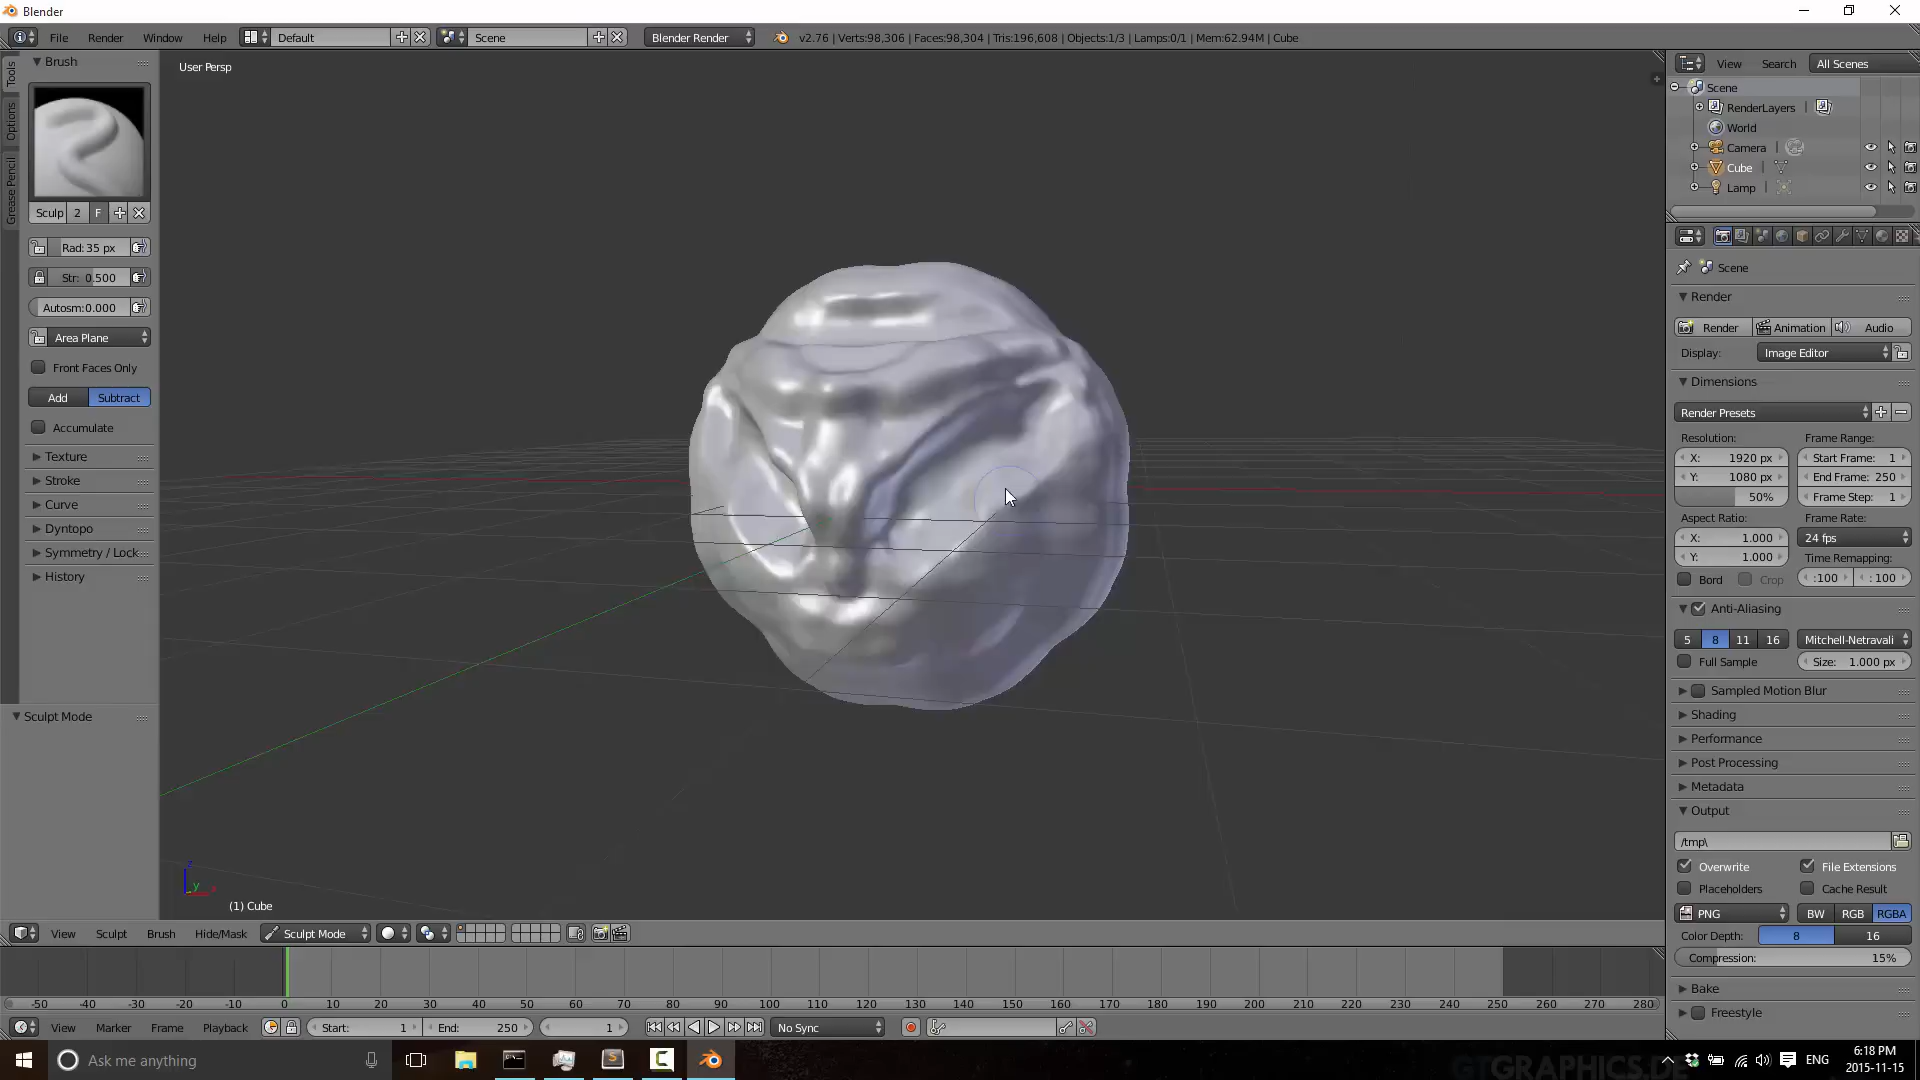 Blender
File Render Window Help Default Scene Blender Render v2.76 | Verts:98,306 | Faces:98,304 | Tris:196,608 | Objects:1/3 | Lamps:0/1 | Mem:62.94M | Cube
Tools
Options
Grease Pencil
Brush
Sculp 2 F
Rad: 35 px
Str: 0.500
Autosm:0.000
Area Plane
Front Faces Only
Add Subtract
Accumulate
Texture
Stroke
Curve
Dyntopo
Symmetry / Lock
History
Sculpt Mode
User Persp
z
y x
(1) Cube
View Search All Scenes
Scene
RenderLayers |
World
Camera |
Cube |
Lamp |
Scene
Render
Render Animation Audio
Display: Image Editor
Dimensions
Render Presets
Resolution: Frame Range:
X: 1920 px Start Frame: 1
Y: 1080 px End Frame: 250
50% Frame Step: 1
Aspect Ratio: Frame Rate:
X: 1.000 24 fps
Y: 1.000 Time Remapping:
Bord Crop :100 : 100
Anti-Aliasing
5 8 11 16 Mitchell-Netravali
Full Sample Size: 1.000 px
Sampled Motion Blur
Shading
Performance
Post Processing
Metadata
Output
/tmp\
Overwrite File Extensions
Placeholders Cache Result
PNG BW RGB RGBA
Color Depth: 8 16
Compression: 15%
Bake
Freestyle
View Sculpt Brush Hide/Mask Sculpt Mode
-50 -40 -30 -20 -10 0 10 20 30 40 50 60 70 80 90 100 110 120 130 140 150 160 170 180 190 200 210 220 230 240 250 260 270 280
View Marker Frame Playback Start: 1 End: 250 1 No Sync
Ask me anything
GTGRAPHICS.DE
ENG
6:18 PM
2015-11-15